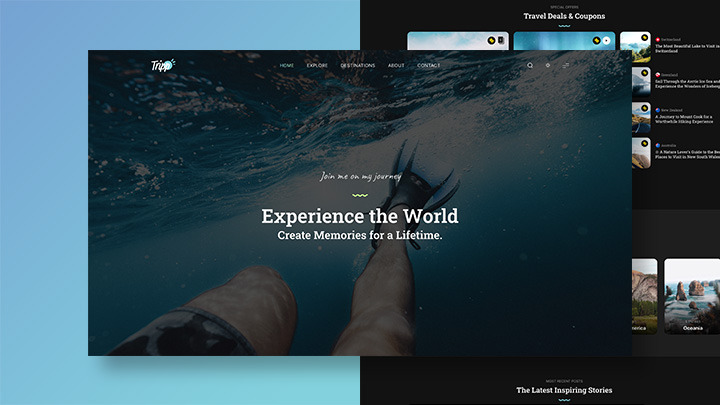 SPECIAL OFFERS
Travel Deals & Coupons
Tripp
HOME
EXPLORE
DESTINATIONS
ABOUT
CONTACT
Join me on my journey
Experience the World
Create Memories for a Lifetime.
Switzerland
The Most Beautiful Lake to Visit in
Switzerland
Greenland
Sail Through the Arctic Ice Sea and
Experience the Wonders of Iceberg
New Zealand
A Journey to Mount Cook for a
Worthwhile Hiking Experience
Australia
A Nature Lover's Guide to the Bes
Places to Visit in New South Wales
merica
Oceania
MOST RECENT POSTS
The Latest Inspiring Stories